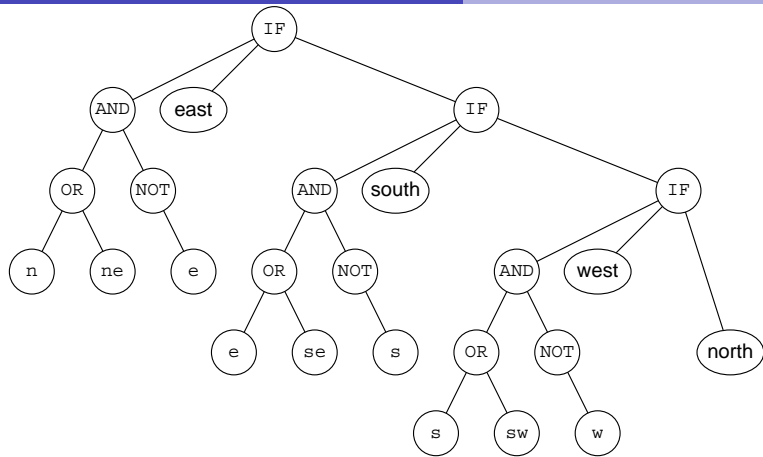 IF
AND east IF
OR NOT AND south IF
n ne e OR NOT AND west
e se s OR NOT north
s sw w